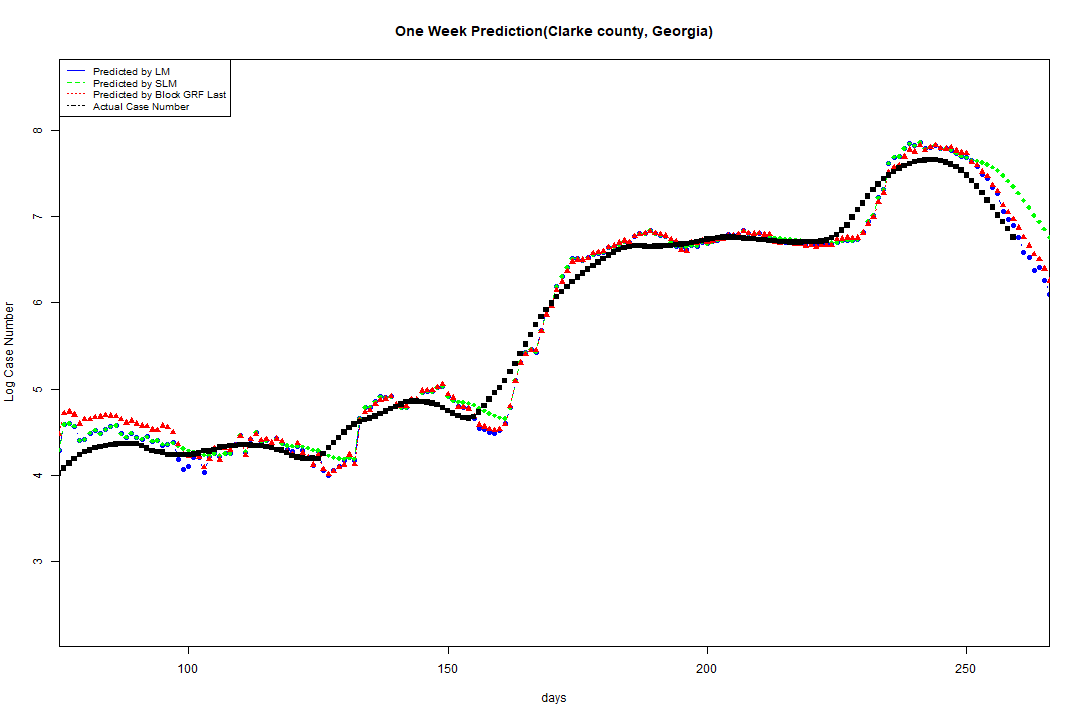 One Week Prediction(Clarke county, Georgia)
Predicted by LM
Predicted by SLM
Predicted by Block GRF Last
Actual Case Number
8
7
6
5
4
3
Log Case Number
100 150 200 250
days